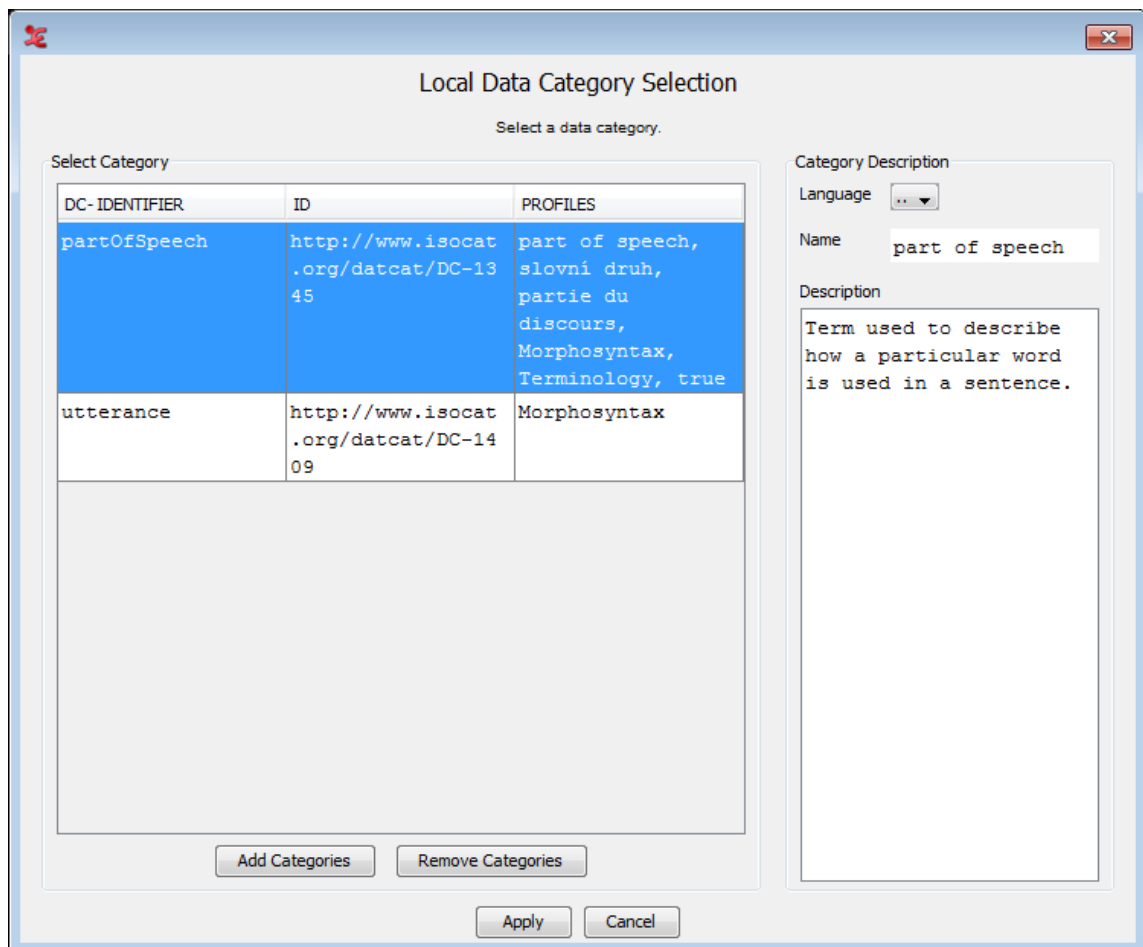 Local Data Category Selection
Select a data category.
Select Category
DC- IDENTIFIER ID PROFILES
partOfSpeech
http://www.isocat
.org/datcat/DC-13
45
part of speech,
slovní druh,
partie du
discours,
Morphosyntax,
Terminology, true
utterance
http://www.isocat
.org/datcat/DC-14
09
Morphosyntax
Add Categories
Remove Categories
Category Description
Language ..
Name part of speech
Description
Term used to describe
how a particular word
is used in a sentence.
Apply
Cancel